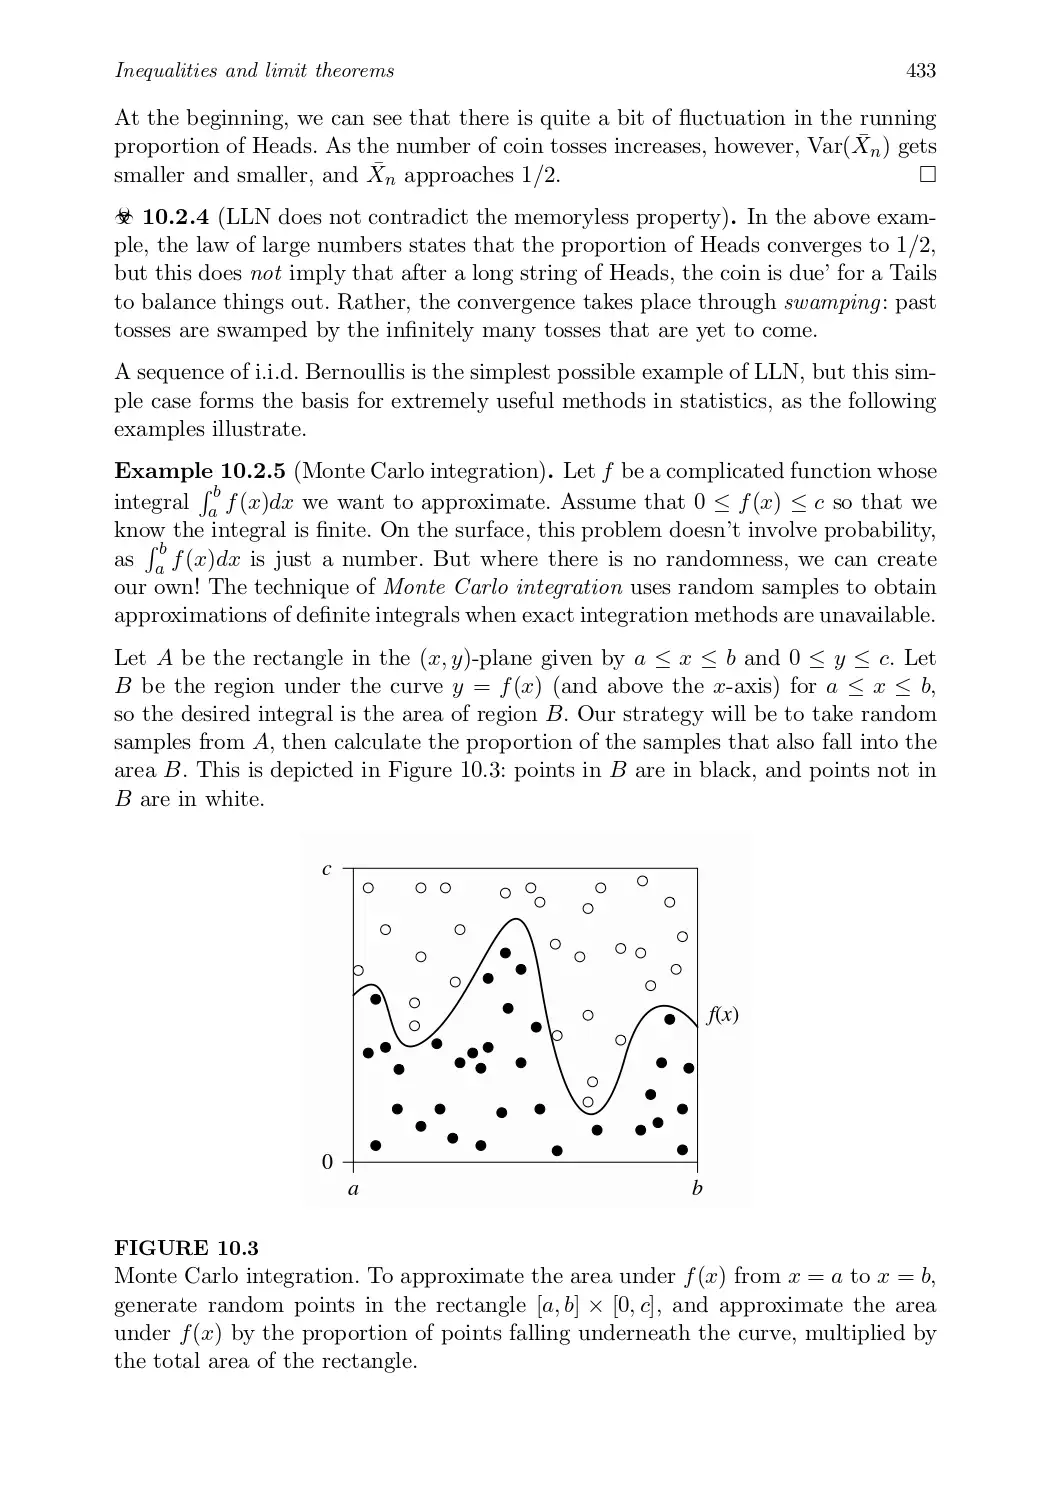 Inequalities and limit theorems 433
At the beginning, we can see that there is quite a bit of fluctuation in the running
proportion of Heads. As the number of coin tosses increases, however, Var(X̄ₙ) gets
smaller and smaller, and X̄ₙ approaches 1/2. □
☣ 10.2.4 (LLN does not contradict the memoryless property). In the above exam-
ple, the law of large numbers states that the proportion of Heads converges to 1/2,
but this does not imply that after a long string of Heads, the coin is due’ for a Tails
to balance things out. Rather, the convergence takes place through swamping: past
tosses are swamped by the infinitely many tosses that are yet to come.
A sequence of i.i.d. Bernoullis is the simplest possible example of LLN, but this sim-
ple case forms the basis for extremely useful methods in statistics, as the following
examples illustrate.
Example 10.2.5 (Monte Carlo integration). Let f be a complicated function whose
integral ∫ₐᵇ f(x)dx we want to approximate. Assume that 0 ≤ f(x) ≤ c so that we
know the integral is finite. On the surface, this problem doesn’t involve probability,
as ∫ₐᵇ f(x)dx is just a number. But where there is no randomness, we can create
our own! The technique of Monte Carlo integration uses random samples to obtain
approximations of definite integrals when exact integration methods are unavailable.
Let A be the rectangle in the (x, y)-plane given by a ≤ x ≤ b and 0 ≤ y ≤ c. Let
B be the region under the curve y = f(x) (and above the x-axis) for a ≤ x ≤ b,
so the desired integral is the area of region B. Our strategy will be to take random
samples from A, then calculate the proportion of the samples that also fall into the
area B. This is depicted in Figure 10.3: points in B are in black, and points not in
B are in white.
c
f(x)
0
a b
FIGURE 10.3
Monte Carlo integration. To approximate the area under f(x) from x = a to x = b,
generate random points in the rectangle [a, b] × [0, c], and approximate the area
under f(x) by the proportion of points falling underneath the curve, multiplied by
the total area of the rectangle.